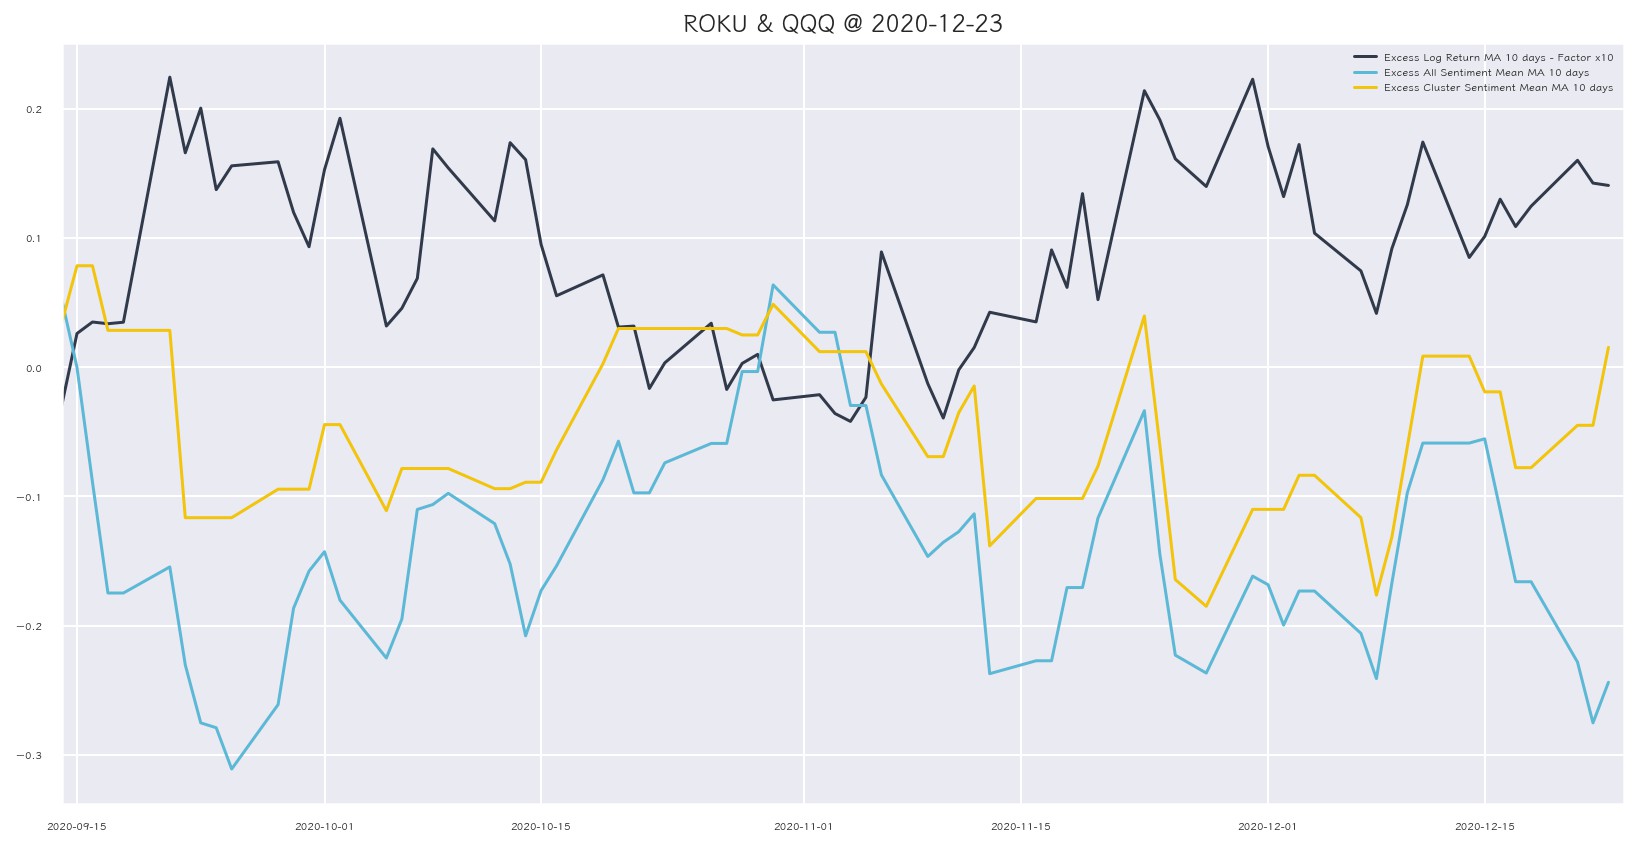 ROKU & QQQ @ 2020-12-23
Excess Log Return MA 10 days - Factor x10
Excess All Sentiment Mean MA 10 days
Excess Cluster Sentiment Mean MA 10 days
0.2
0.1
0.0
−0.1
−0.2
−0.3
2020-09-15 2020-10-01 2020-10-15 2020-11-01 2020-11-15 2020-12-01 2020-12-15